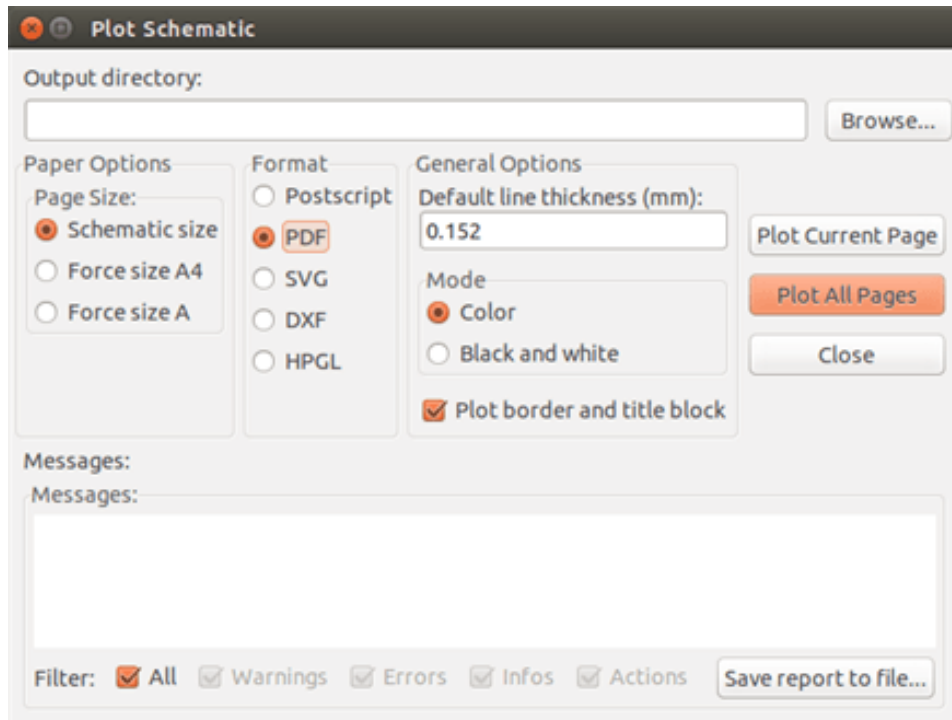 Plot Schematic
Output directory:
Browse...
Paper Options
Page Size:
Schematic size
Force size A4
Force size A
Format
Postscript
PDF
SVG
DXF
HPGL
General Options
Default line thickness (mm):
0.152
Mode
Color
Black and white
Plot border and title block
Plot Current Page
Plot All Pages
Close
Messages:
Messages:
Filter: All Warnings Errors Infos Actions Save report to file...